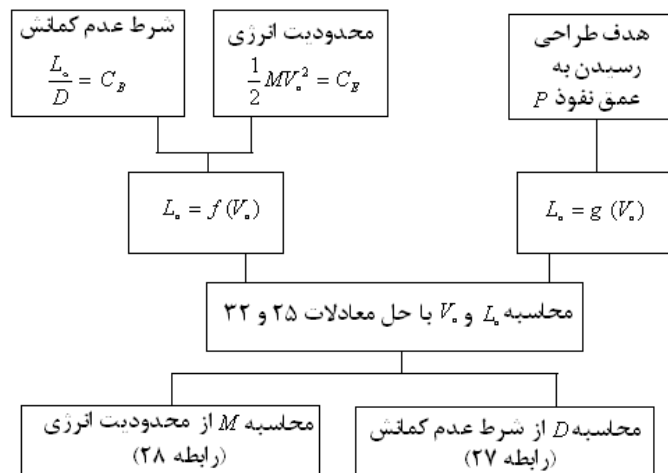 شرط عدم کمانش
L₀/D = C_B
محدودیت انرژی
1/2 MV₀² = C_E
هدف طراحی
رسیدن به
عمق نفوذ P
L₀ = f (V₀)
L₀ = g (V₀)
محاسبه L₀ و V₀ با حل معادلات ۲۵ و ۳۲
محاسبه M از محدودیت انرژی
(رابطه ۲۸)
محاسبه D از شرط عدم کمانش
(رابطه ۲۷)